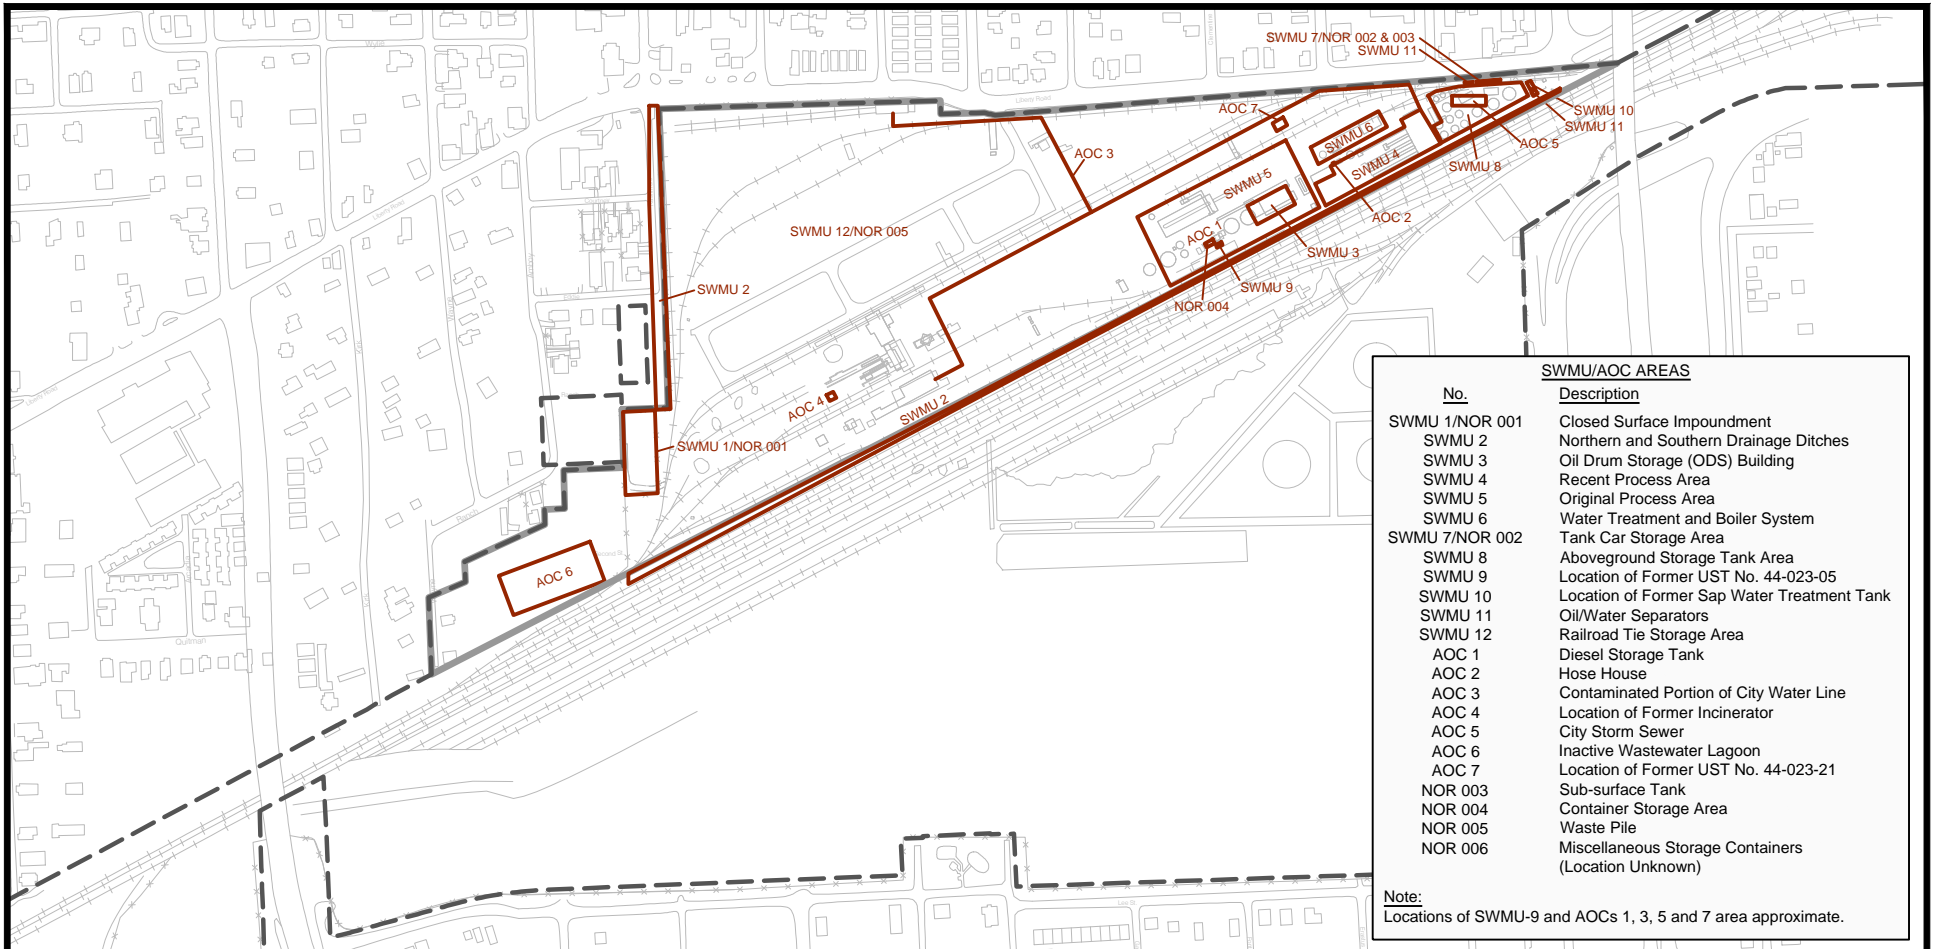 Wylie
Liberty Road
SWMU 7/NOR 002 & 003
SWMU 11
AOC 7
SWMU 10
SWMU 11
AOC 5
SWMU 8
SWMU 6
SWMU 4
AOC 3
SWMU 5
AOC 2
AOC 1
SWMU 3
SWMU 9
NOR 004
SWMU 12/NOR 005
Liberty Road
SWMU 2
Liberty Road
AOC 4
SWMU 2
SWMU 1/NOR 001
AOC 6
Quitman
SWMU/AOC AREAS
No. Description
SWMU 1/NOR 001 Closed Surface Impoundment
SWMU 2 Northern and Southern Drainage Ditches
SWMU 3 Oil Drum Storage (ODS) Building
SWMU 4 Recent Process Area
SWMU 5 Original Process Area
SWMU 6 Water Treatment and Boiler System
SWMU 7/NOR 002 Tank Car Storage Area
SWMU 8 Aboveground Storage Tank Area
SWMU 9 Location of Former UST No. 44-023-05
SWMU 10 Location of Former Sap Water Treatment Tank
SWMU 11 Oil/Water Separators
SWMU 12 Railroad Tie Storage Area
AOC 1 Diesel Storage Tank
AOC 2 Hose House
AOC 3 Contaminated Portion of City Water Line
AOC 4 Location of Former Incinerator
AOC 5 City Storm Sewer
AOC 6 Inactive Wastewater Lagoon
AOC 7 Location of Former UST No. 44-023-21
NOR 003 Sub-surface Tank
NOR 004 Container Storage Area
NOR 005 Waste Pile
NOR 006 Miscellaneous Storage Containers
(Location Unknown)
Note:
Locations of SWMU-9 and AOCs 1, 3, 5 and 7 area approximate.